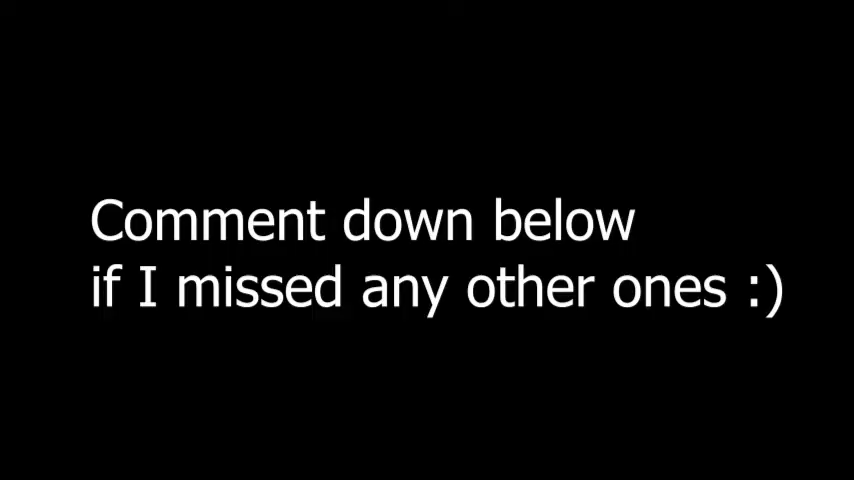 Comment down below
if I missed any other ones :)